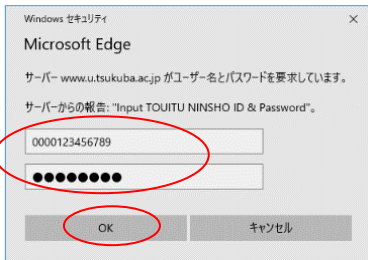 Windows セキュリティ
Microsoft Edge
サーバー www.u.tsukuba.ac.jp がユーザー名とパスワードを要求しています。
サーバーからの報告: "Input TOUITU NINSHO ID & Password"。
0000123456789
●●●●●●●●
OK
キャンセル